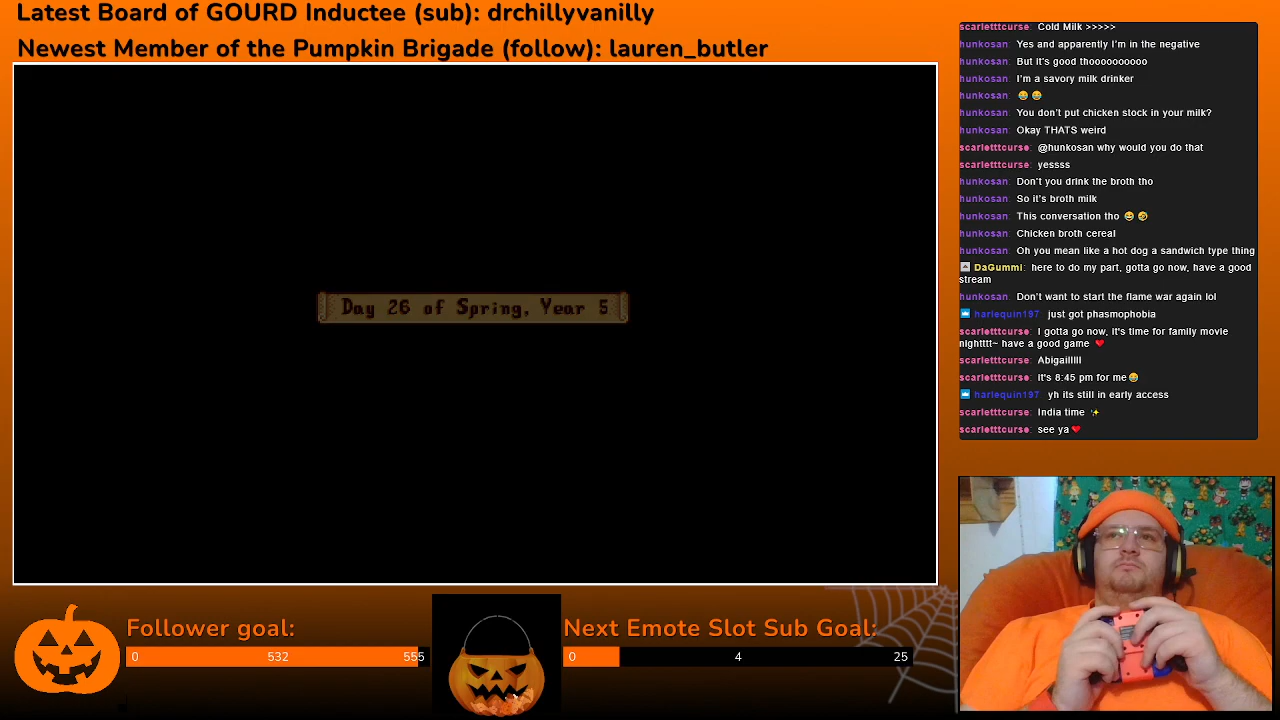 Latest Board of GOURD Inductee (sub): drchillyvanilly
Newest Member of the Pumpkin Brigade (follow): lauren_butler
Day 26 of Spring, Year 5
scarletttcurse: Cold Milk >>>>>
hunkosan: Yes and apparently I'm in the negative
hunkosan: But it's good thoooooooooo
hunkosan: I'm a savory milk drinker
hunkosan: 😂 😂
hunkosan: You don't put chicken stock in your milk?
hunkosan: Okay THATS weird
scarletttcurse: @hunkosan why would you do that
scarletttcurse: yessss
hunkosan: Don't you drink the broth tho
hunkosan: So it's broth milk
hunkosan: This conversation tho 😂 🤣
hunkosan: Chicken broth cereal
hunkosan: Oh you mean like a hot dog a sandwich type thing
DaGummi: here to do my part, gotta go now, have a good
stream
hunkosan: Don't want to start the flame war again lol
harlequin197 just got phasmophobia
scarletttcurse: I gotta go now, It's time for family movie
nightttt~ have a good game ❤
scarletttcurse: Abigailllll
scarletttcurse: It's 8:45 pm for me😂
harlequin197 yh its still in early access
scarletttcurse: India time ✨
scarletttcurse: see ya❤
Follower goal:
0 532 555
Next Emote Slot Sub Goal:
0 4 25